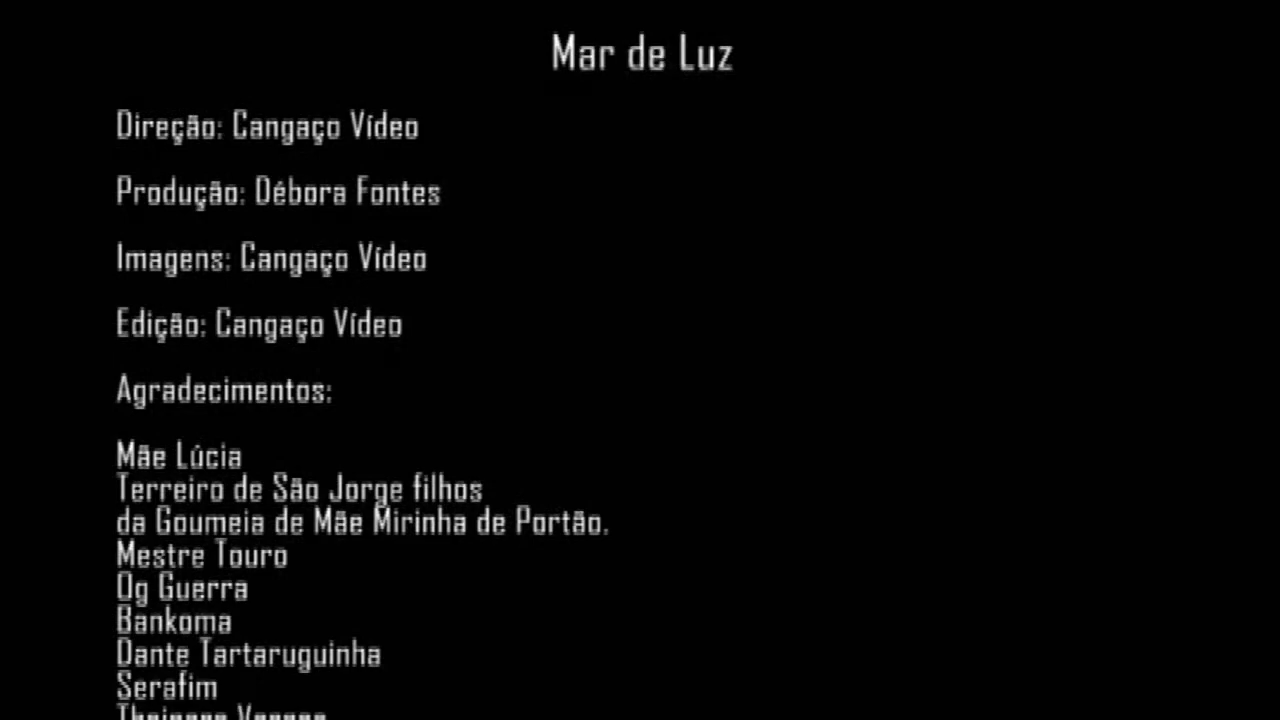 Mar de Luz
Direção: Cangaço Vídeo
Produção: Débora Fontes
Imagens: Cangaço Vídeo
Edição: Cangaço Vídeo
Agradecimentos:
Mãe Lúcia
Terreiro de São Jorge filhos
da Goumeia de Mãe Mirinha de Portão.
Mestre Touro
Og Guerra
Bankoma
Dante Tartaruguinha
Serafim